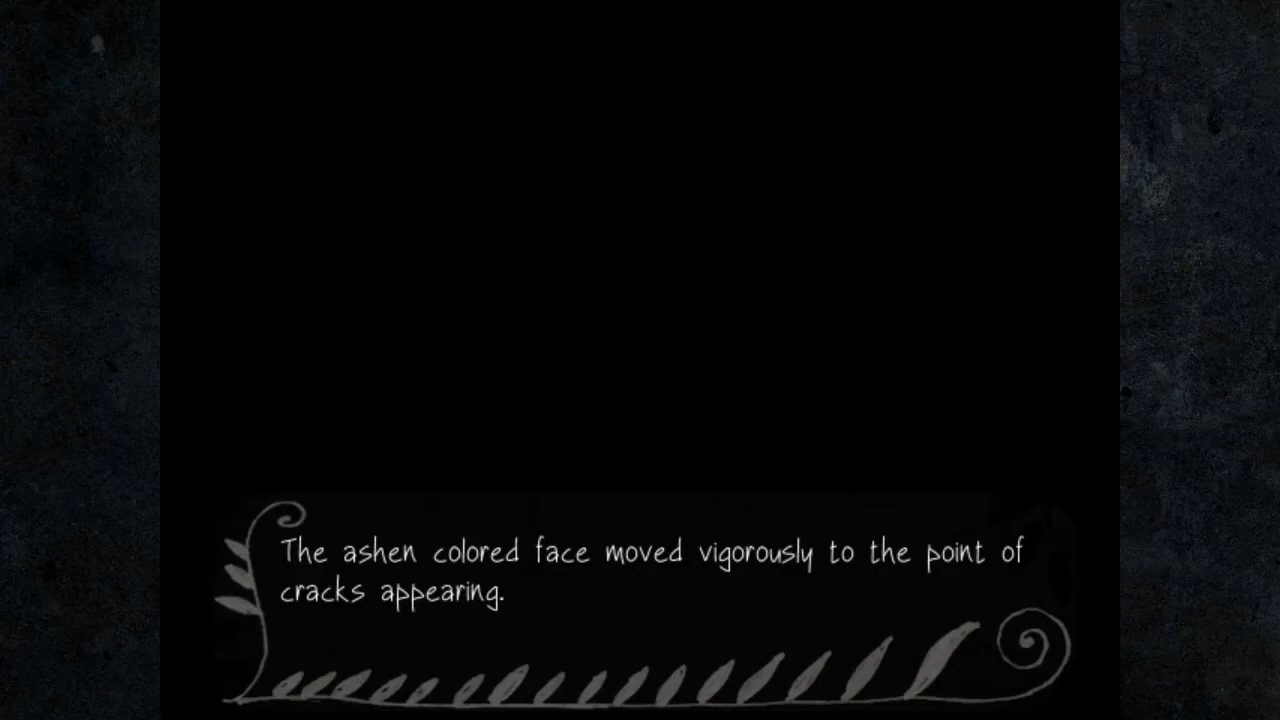 The ashen colored face moved vigorously to the point of
cracks appearing.